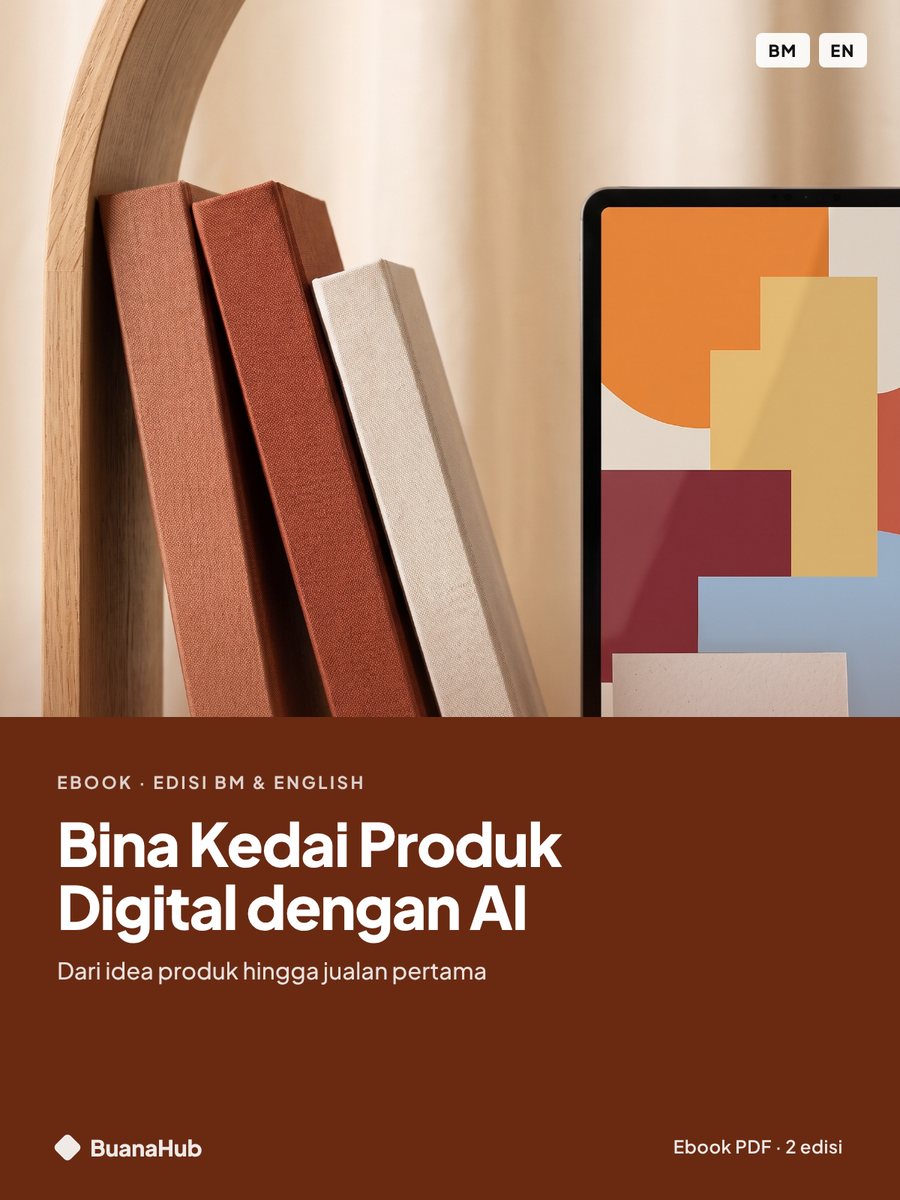 BM EN
EBOOK · EDISI BM & ENGLISH
Bina Kedai Produk
Digital dengan AI
Dari idea produk hingga jualan pertama
BuanaHub
Ebook PDF · 2 edisi